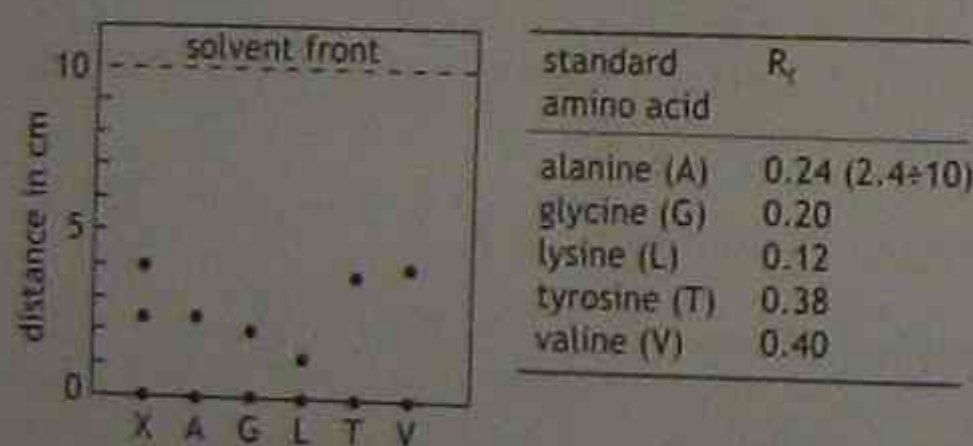 solvent front
10
5
0
distance in cm
X A G L T V
standard R_f
amino acid
alanine (A) 0.24 (2.4÷10)
glycine (G) 0.20
lysine (L) 0.12
tyrosine (T) 0.38
valine (V) 0.40